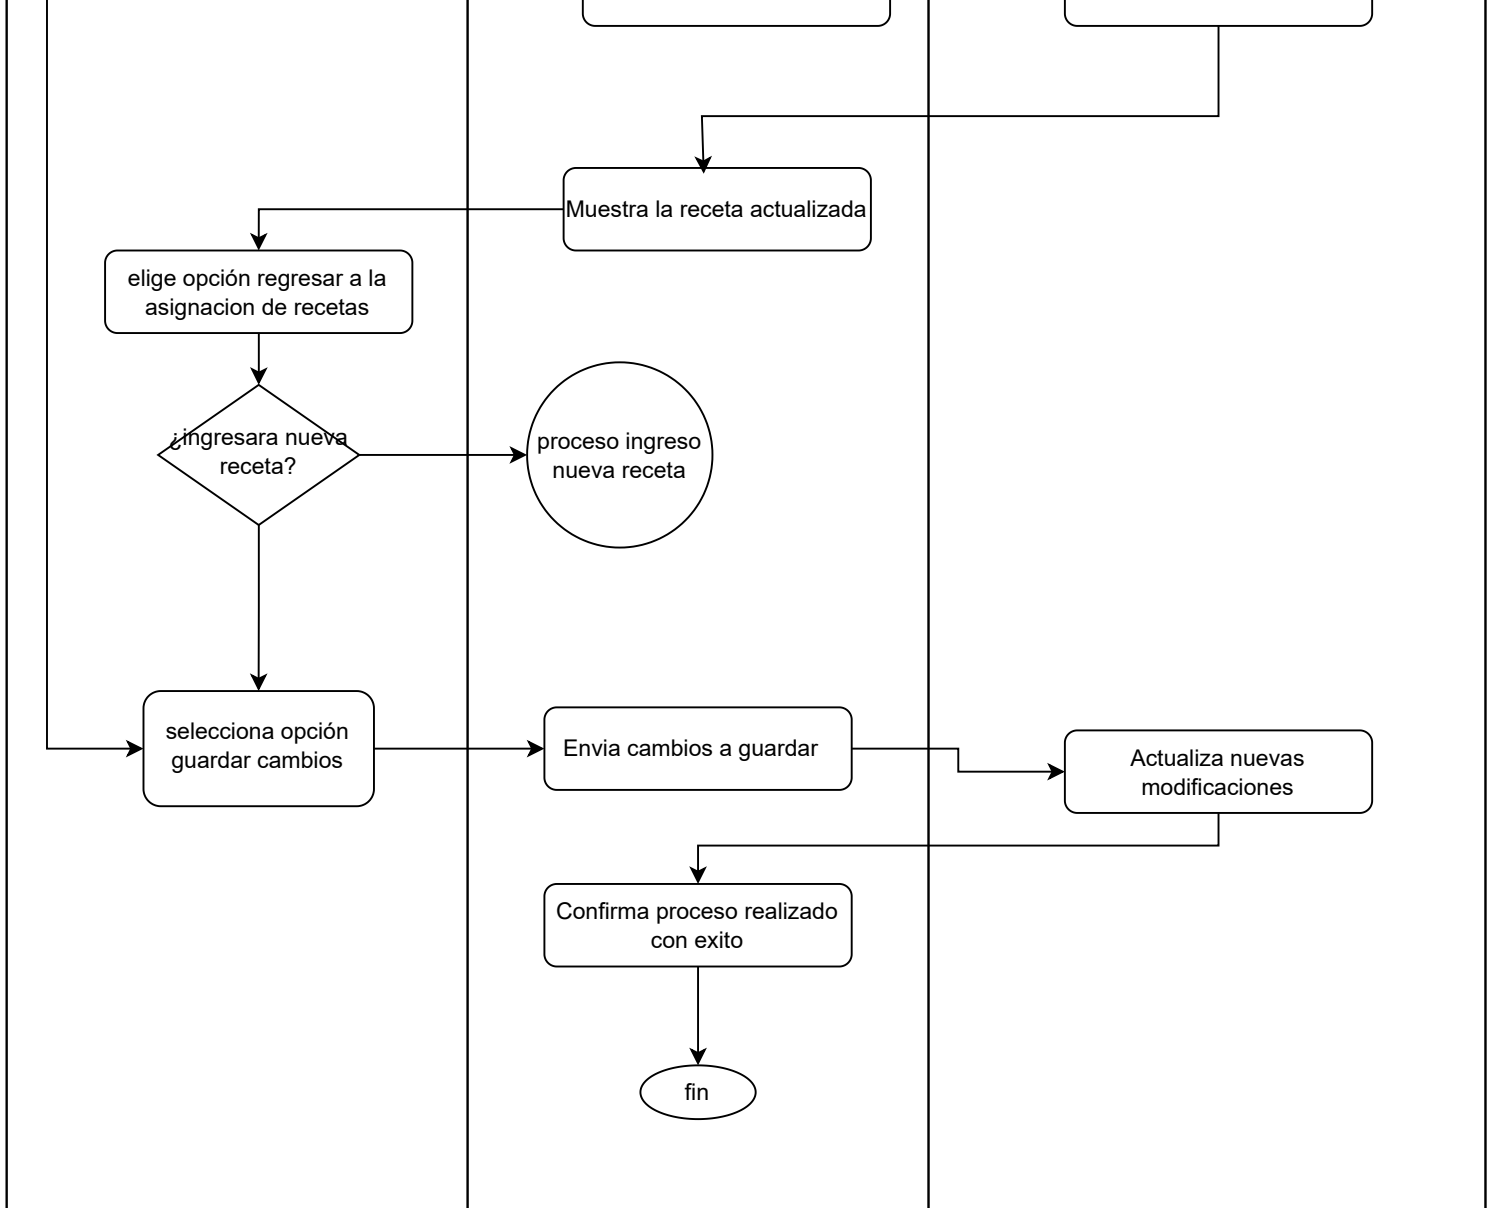 Muestra la receta actualizada
elige opción regresar a la
asignacion de recetas
¿ingresara nueva
receta?
proceso ingreso
nueva receta
selecciona opción
guardar cambios
Envia cambios a guardar
Actualiza nuevas
modificaciones
Confirma proceso realizado
con exito
fin